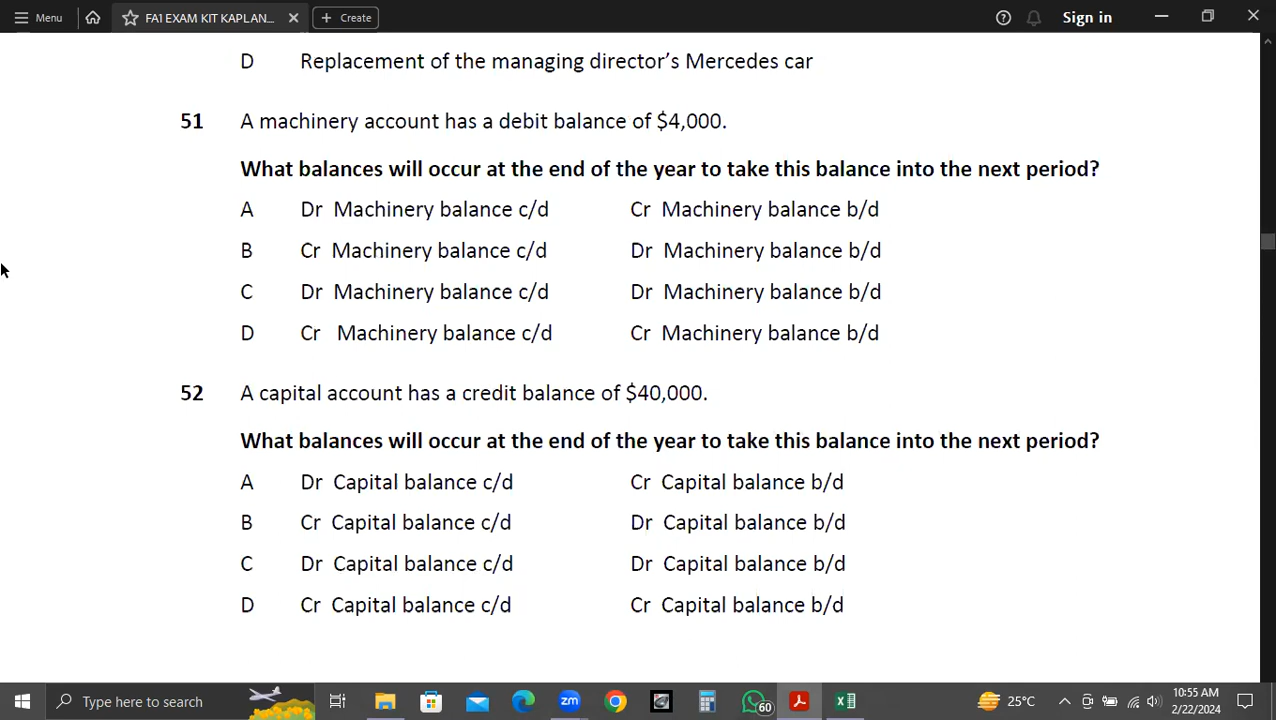 Menu
FA1 EXAM KIT KAPLAN...
Create
Sign in
D Replacement of the managing director's Mercedes car
51 A machinery account has a debit balance of $4,000.
What balances will occur at the end of the year to take this balance into the next period?
A Dr Machinery balance c/d Cr Machinery balance b/d
B Cr Machinery balance c/d Dr Machinery balance b/d
C Dr Machinery balance c/d Dr Machinery balance b/d
D Cr Machinery balance c/d Cr Machinery balance b/d
52 A capital account has a credit balance of $40,000.
What balances will occur at the end of the year to take this balance into the next period?
A Dr Capital balance c/d Cr Capital balance b/d
B Cr Capital balance c/d Dr Capital balance b/d
C Dr Capital balance c/d Dr Capital balance b/d
D Cr Capital balance c/d Cr Capital balance b/d
Type here to search
zm
60
25°C
10:55 AM
2/22/2024